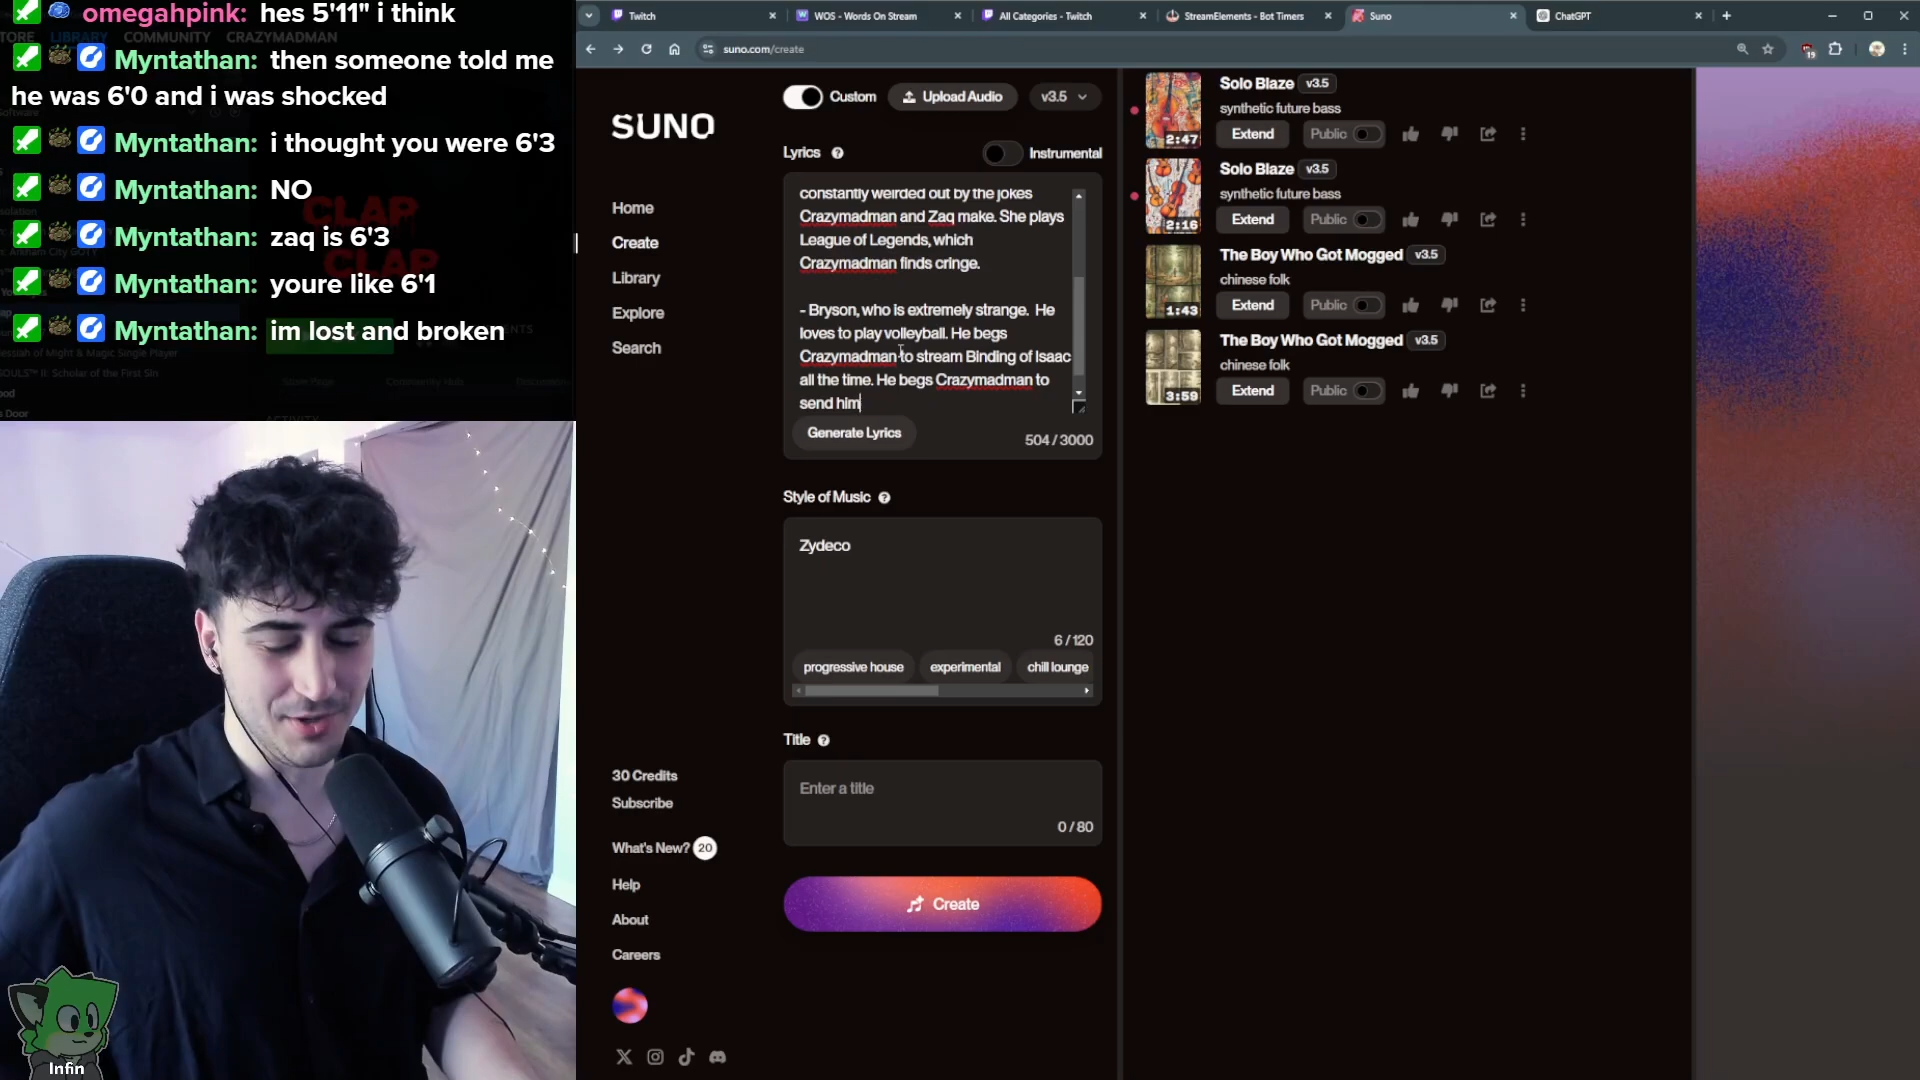 omegahpink: hes 5'11" i think
Myntathan: then someone told me
he was 6'0 and i was shocked
Myntathan: i thought you were 6'3
Myntathan: NO
Myntathan: zaq is 6'3
Myntathan: youre like 6'1
Myntathan: im lost and broken
LIBRARY
COMMUNITY
CRAZYMADMAN
CLAP
CLAP
Store Page
Community Hub
Infin
Twitch
WOS - Words On Stream
All Categories - Twitch
StreamElements - Bot Timers
Suno
ChatGPT
suno.com/create
19
SUNO
Home
Create
Library
Explore
Search
30 Credits
Subscribe
What's New? 20
Help
About
Careers
Custom
Upload Audio
v3.5
Lyrics
Instrumental
constantly weirded out by the jokes
Crazymadman and Zaq make. She plays
League of Legends, which
Crazymadman finds cringe.
- Bryson, who is extremely strange.  He
loves to play volleyball. He begs
Crazymadman to stream Binding of Isaac
all the time. He begs Crazymadman to
send him
Generate Lyrics
504 / 3000
Style of Music
Zydeco
6 / 120
progressive house
experimental
chill lounge
Title
Enter a title
0 / 80
Create
Solo Blaze v3.5
synthetic future bass
2:47
Extend
Public
Solo Blaze v3.5
synthetic future bass
2:16
Extend
Public
The Boy Who Got Mogged v3.5
chinese folk
1:43
Extend
Public
The Boy Who Got Mogged v3.5
chinese folk
3:59
Extend
Public